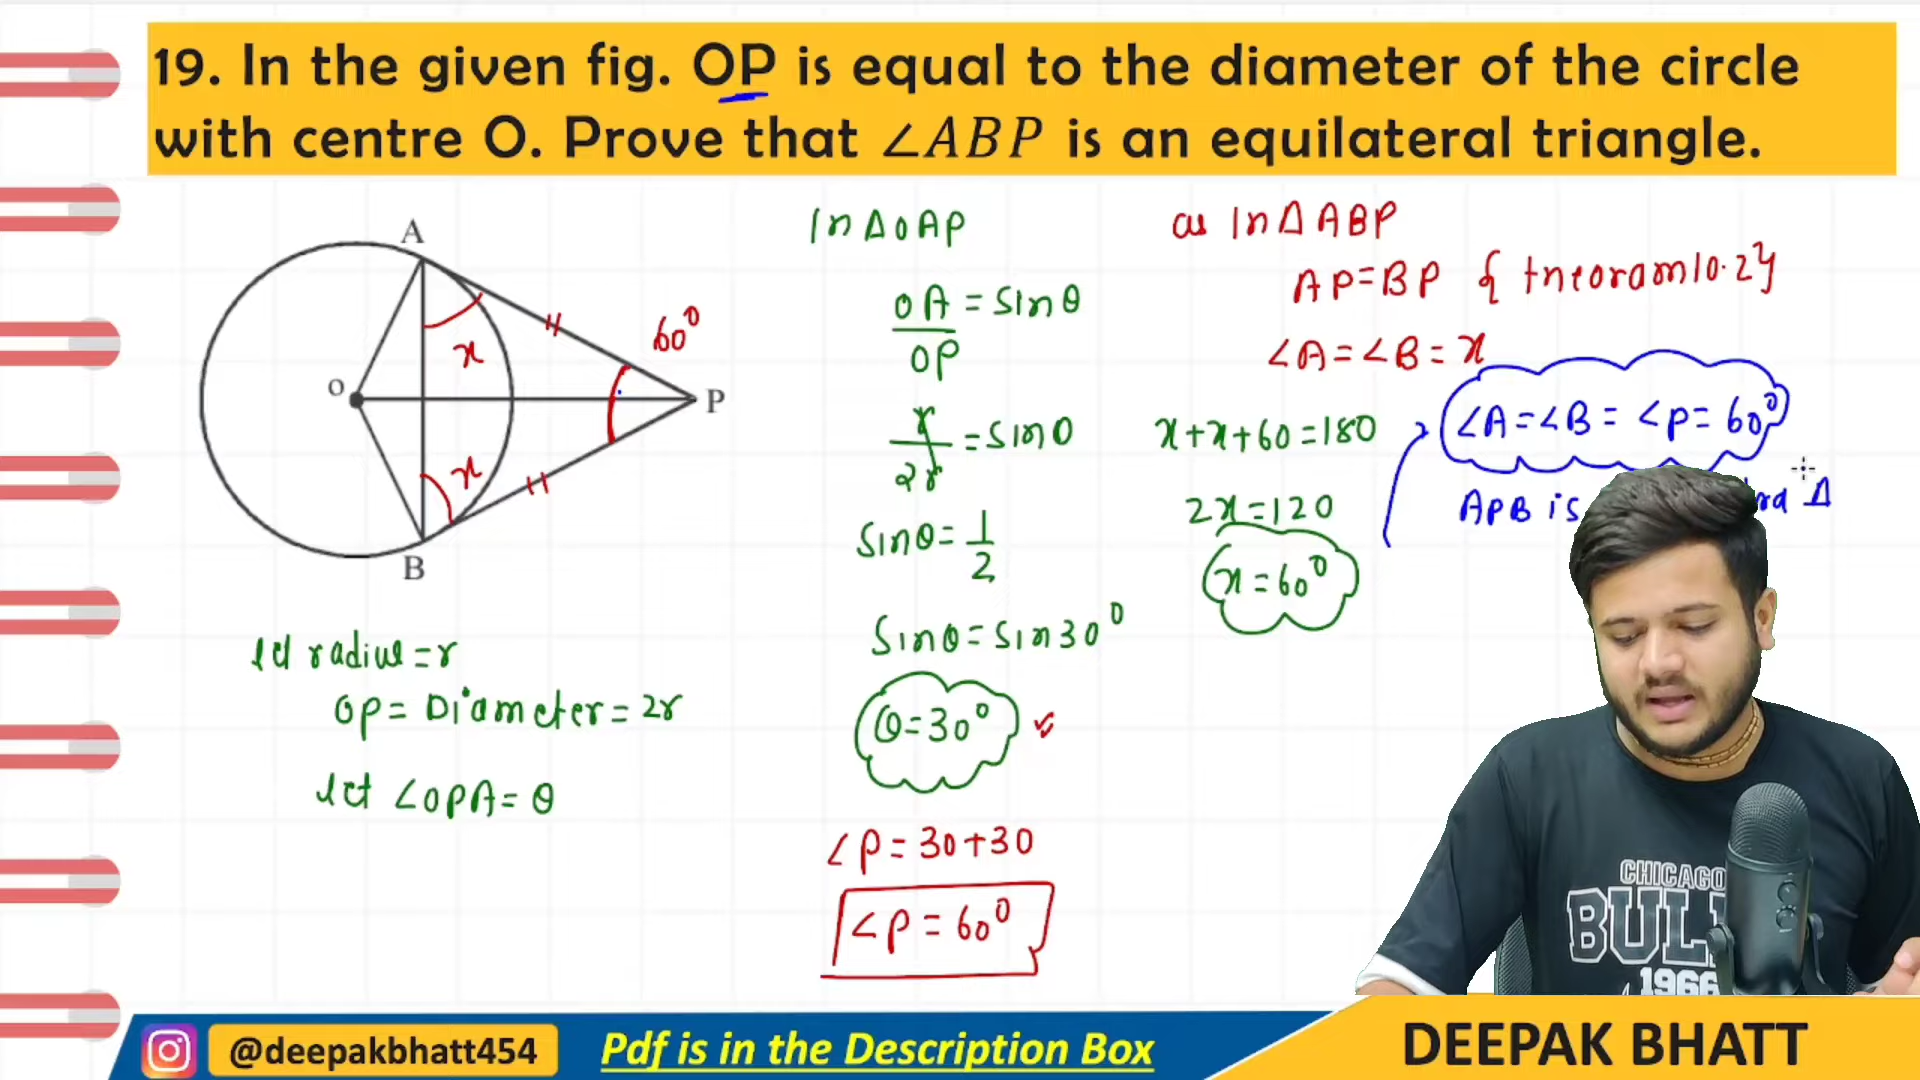 19. In the given fig. OP is equal to the diameter of the circle
with centre O. Prove that ∠ABP is an equilateral triangle.
A
O
P
B
x
x
60°
let radius = r
OP = Diameter = 2r
let ∠OPA = θ
In Δ OAP
OA/OP = sinθ
r/2r = sinθ
sinθ = 1/2
sinθ = sin30°
θ = 30°
∠P = 30+30
∠P = 60°
as In Δ ABP
AP = BP { theoram 10.2}
∠A = ∠B = x
x+x+60 = 180
2x = 120
x = 60°
∠A = ∠B = ∠P = 60°
APB is Δ
CHICAGO
1966
@deepakbhatt454
Pdf is in the Description Box
DEEPAK BHATT